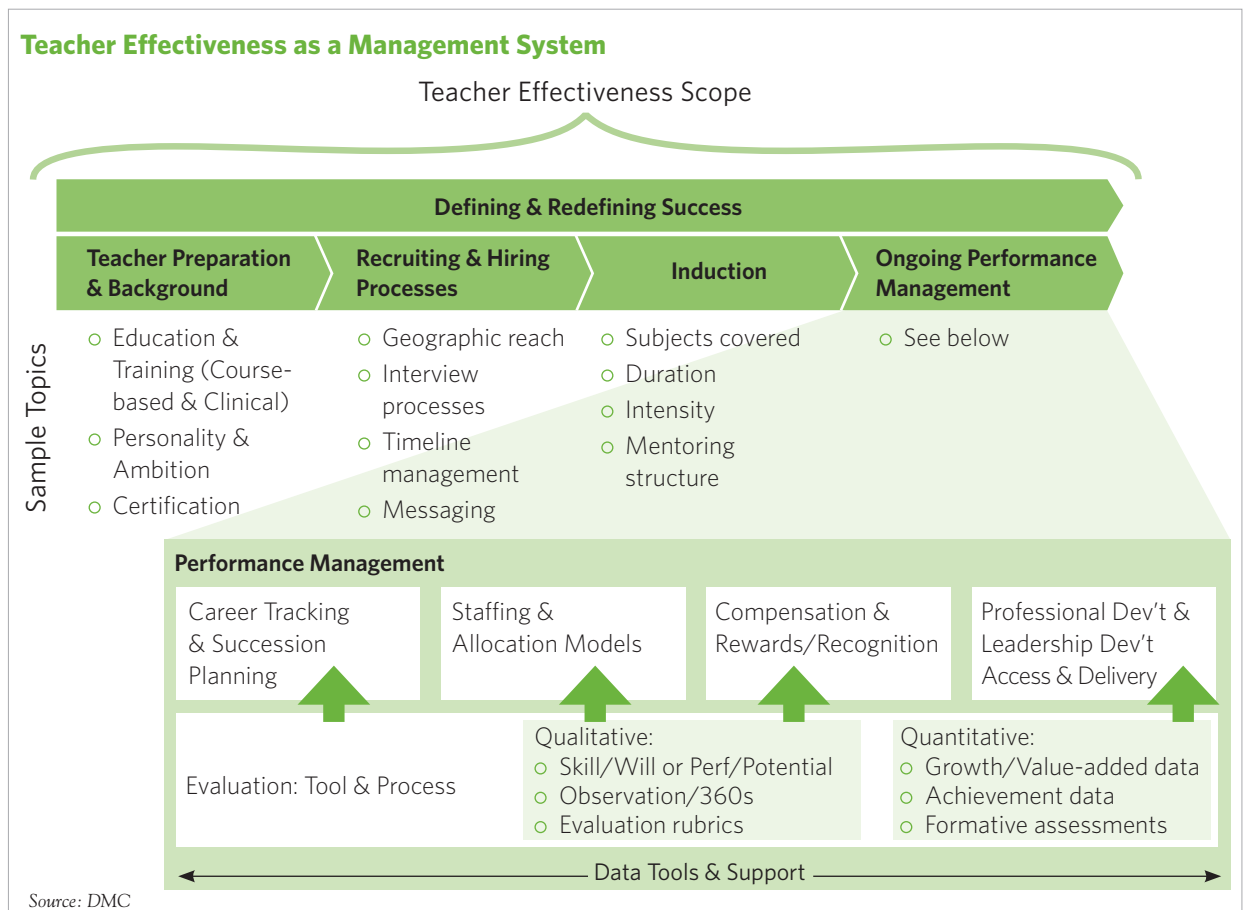 Teacher Effectiveness as a Management System
Teacher Effectiveness Scope
Defining & Redefining Success
Teacher Preparation
& Background
Recruiting & Hiring
Processes
Induction
Ongoing Performance
Management
Sample Topics
Education &
Training (Course-
based & Clinical)
Personality &
Ambition
Certification
Geographic reach
Interview
processes
Timeline
management
Messaging
Subjects covered
Duration
Intensity
Mentoring
structure
See below
Performance Management
Career Tracking
& Succession
Planning
Staffing &
Allocation Models
Compensation &
Rewards/Recognition
Professional Dev't &
Leadership Dev't
Access & Delivery
Evaluation: Tool & Process
Qualitative:
Skill/Will or Perf/Potential
Observation/360s
Evaluation rubrics
Quantitative:
Growth/Value-added data
Achievement data
Formative assessments
Data Tools & Support
Source: DMC